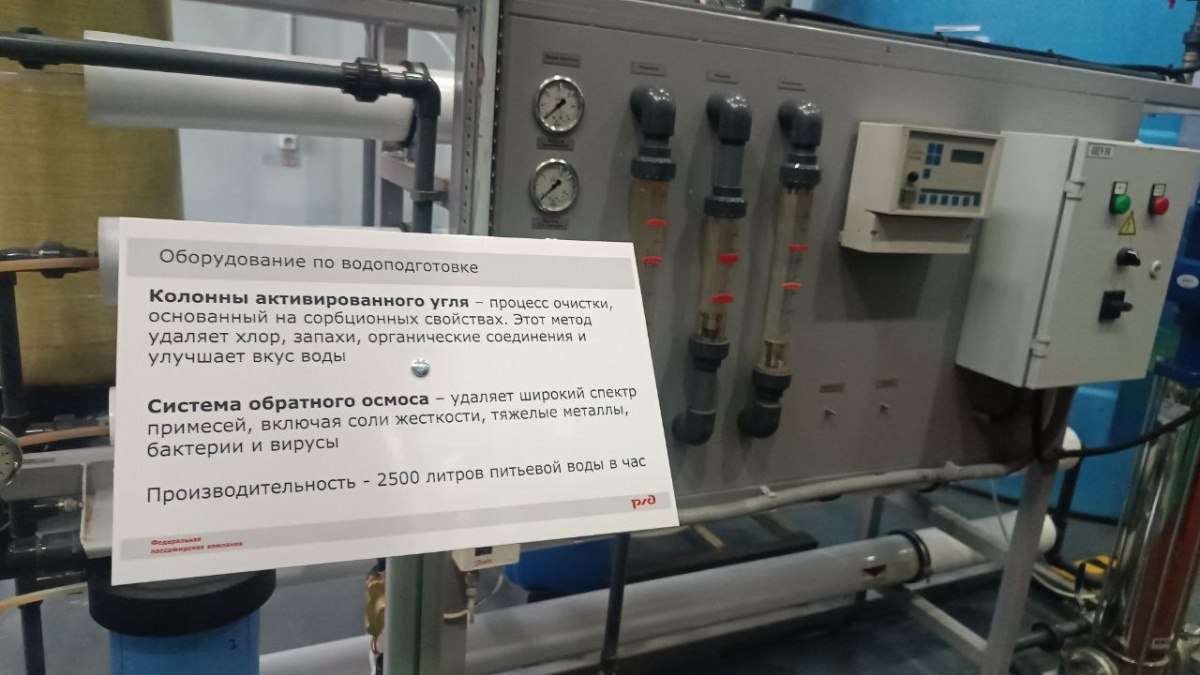 ЩУН
Оборудование по водоподготовке
Колонны активированного угля – процесс очистки,
основанный на сорбционных свойствах. Этот метод
удаляет хлор, запахи, органические соединения и
улучшает вкус воды
Система обратного осмоса – удаляет широкий спектр
примесей, включая соли жесткости, тяжелые металлы,
бактерии и вирусы
Производительность - 2500 литров питьевой воды в час
ржд
Федеральная
пассажирская компания
2